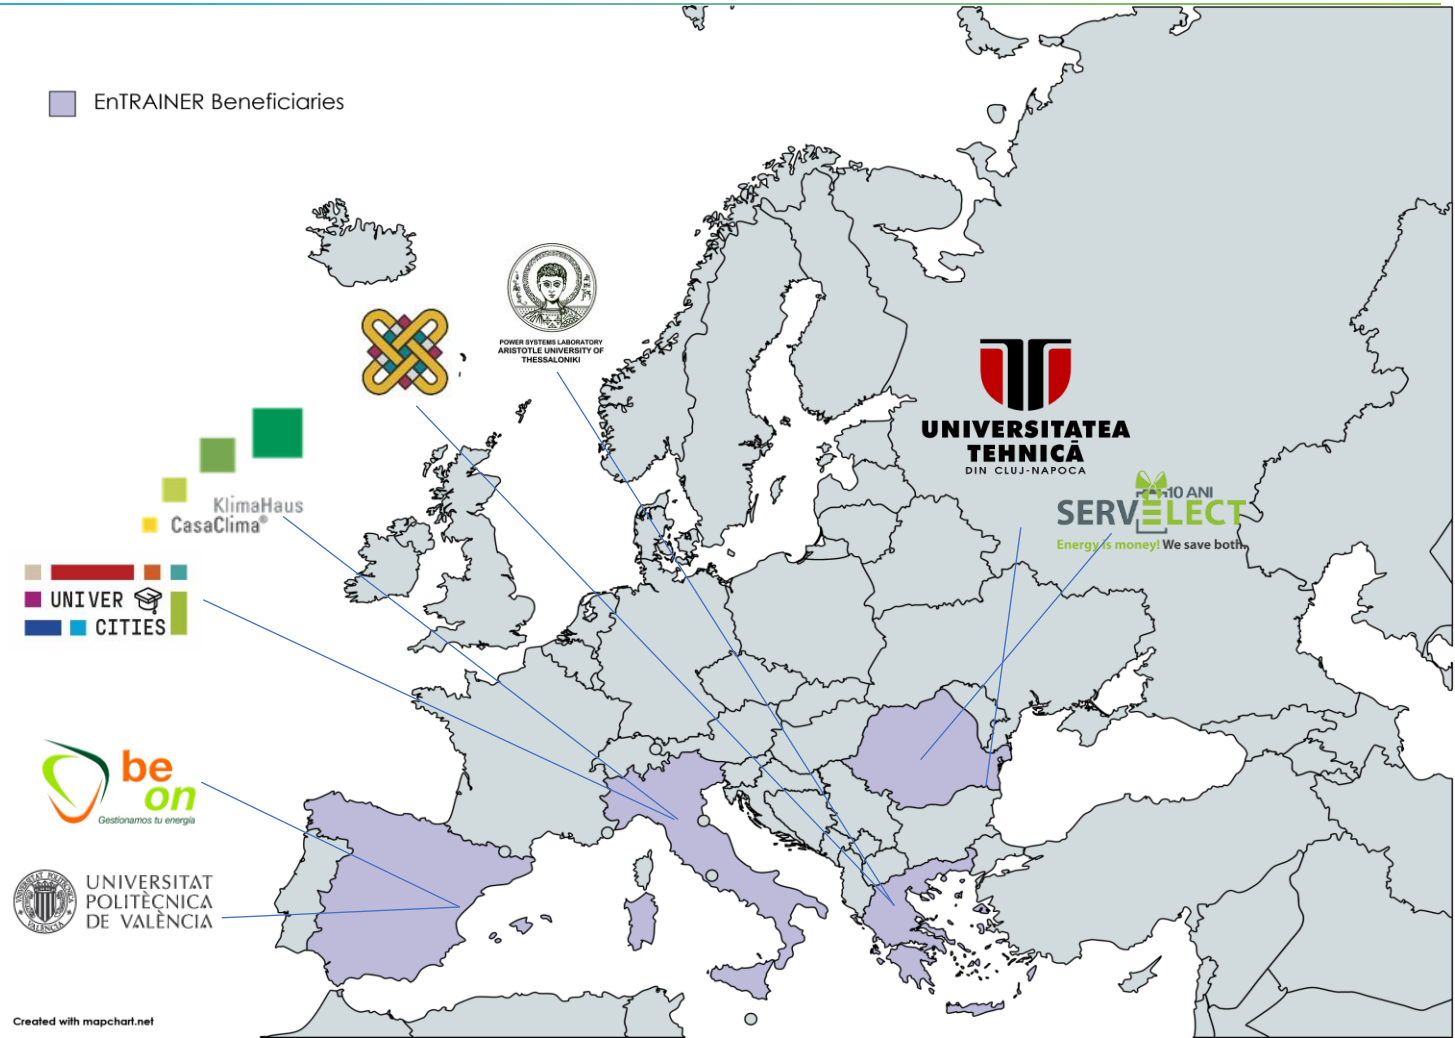 EnTRAINER Beneficiaries
POWER SYSTEMS LABORATORY
ARISTOTLE UNIVERSITY OF
THESSALONIKI
UNIVERSITATEA
TEHNICĂ
DIN CLUJ-NAPOCA
10 ANI
SERVELECT
Energy is money! We save both.
KlimaHaus
CasaClima®
UNIVER
CITIES
be
on
Gestionamos tu energía
UNIVERSITAT
POLITÈCNICA
DE VALÈNCIA
Created with mapchart.net